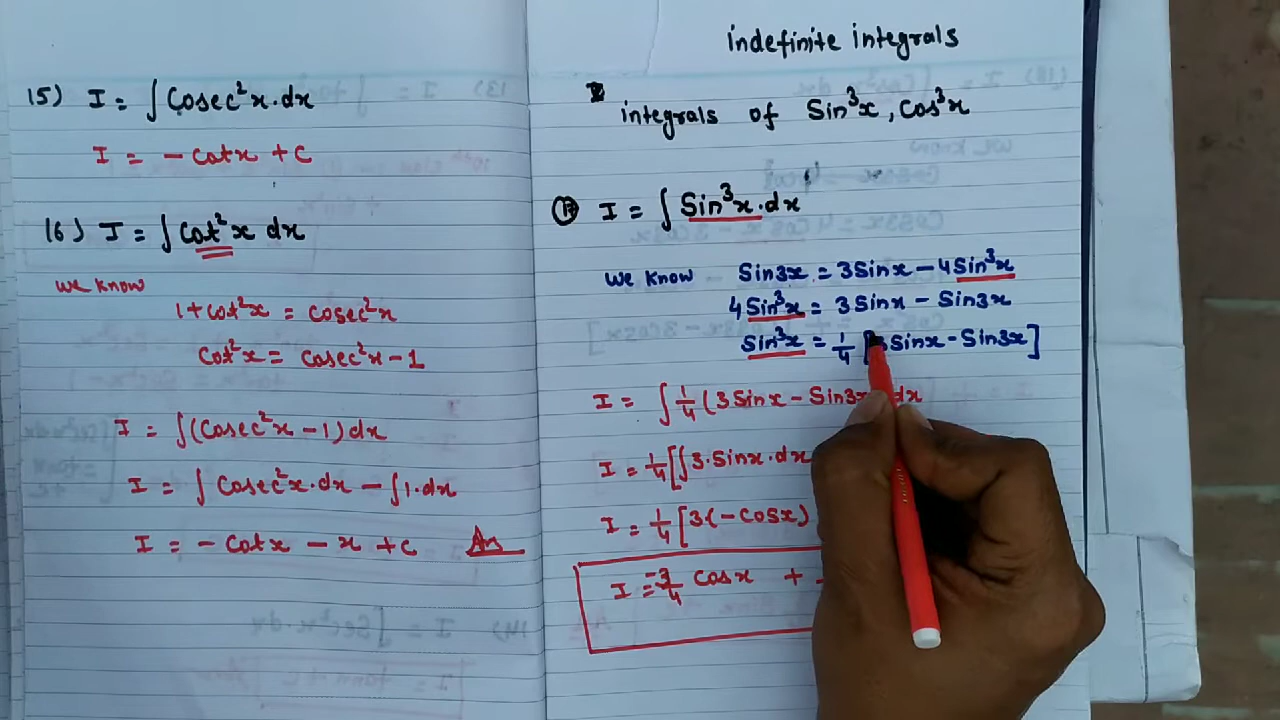 15) I = ∫ Cosec²x.dx
I = - Cotx + C
16) I = ∫ Cot²x dx
We know
1 + Cot²x = Cosec²x
Cot²x = Cosec²x - 1
I = ∫(Cosec²x - 1) dx
I = ∫ Cosec²x.dx - ∫1.dx
I = - Cotx - x + C Ans
indefinite integrals
integrals of Sin³x, Cos³x
17 I = ∫ Sin³x.dx
We know Sin3x = 3Sinx - 4Sin³x
4Sin³x = 3Sinx - Sin3x
Sin³x = 1/4 [3Sinx - Sin3x]
I = ∫ 1/4 (3Sinx - Sin3x dx
I = 1/4 [∫3.Sinx.dx
I = 1/4 [3(-Cosx)
I = -3/4 Cosx +